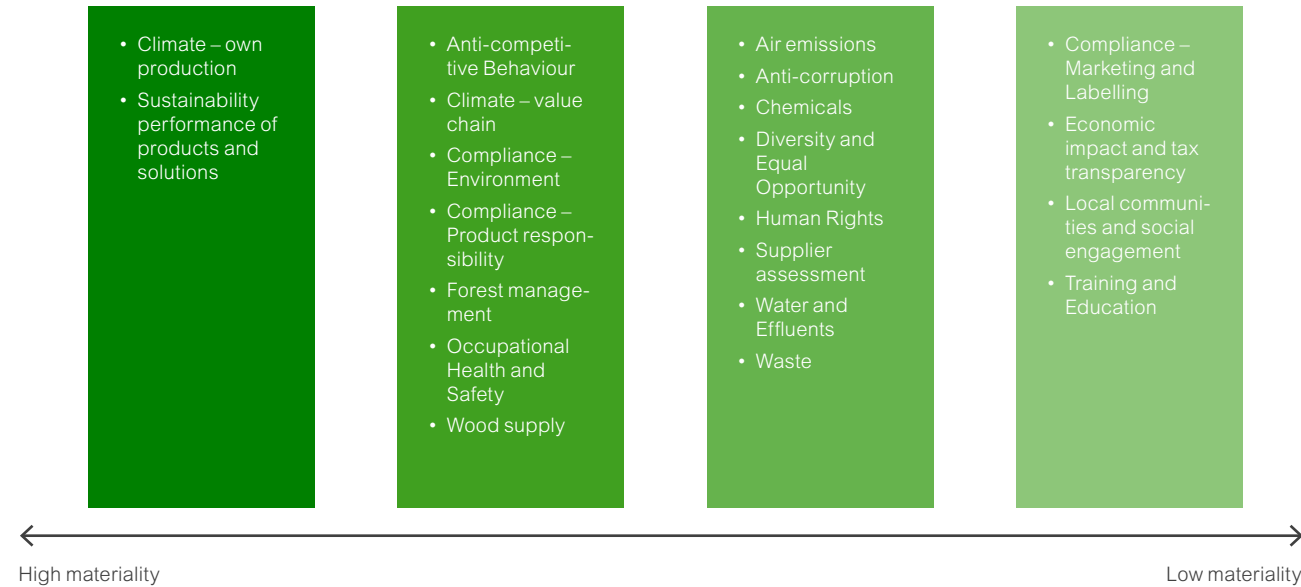 • Climate – own
production
• Sustainability
performance of
products and
solutions
• Anti-competi-
tive Behaviour
• Climate – value
chain
• Compliance –
Environment
• Compliance –
Product respon-
sibility
• Forest manage-
ment
• Occupational
Health and
Safety
• Wood supply
• Air emissions
• Anti-corruption
• Chemicals
• Diversity and
Equal
Opportunity
• Human Rights
• Supplier
assessment
• Water and
Effluents
• Waste
• Compliance –
Marketing and
Labelling
• Economic
impact and tax
transparency
• Local communi-
ties and social
engagement
• Training and
Education
High materiality
Low materiality